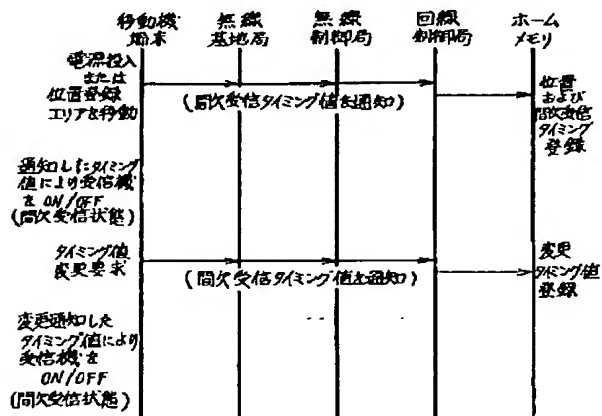 移動機
端末
無線
基地局
無線
制御局
回線
制御局
ホーム
メモリ
電源投入
または
位置登録
エリアを移動
(間欠受信タイミング値を通知)
位置
および
間欠受信
タイミング
登録
通知したタイミング
値により受信機
を ON/OFF
(間欠受信状態)
タイミング値
変更要求
(間欠受信タイミング値を通知)
変更
タイミング値
登録
変更通知した
タイミング値により
受信機を
ON/OFF
(間欠受信状態)